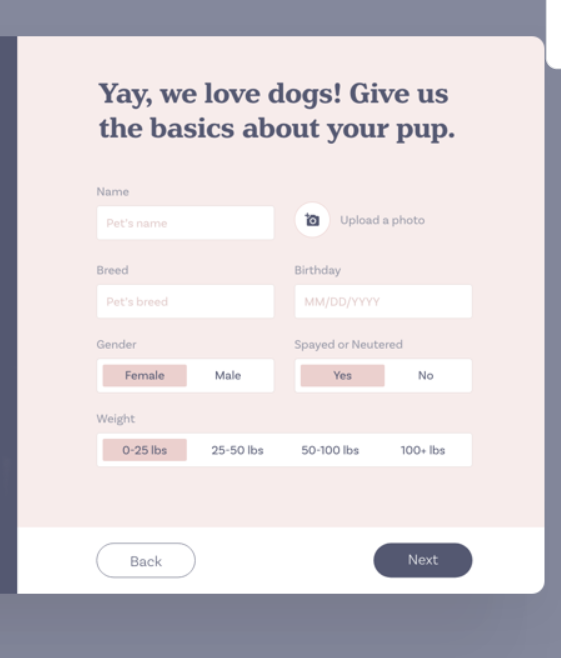 Yay, we love dogs! Give us
the basics about your pup.
Name
Pet's name
Upload a photo
Breed
Birthday
Pet's breed
MM/DD/YYYY
Gender
Spayed or Neutered
Female Male
Yes No
Weight
0-25 lbs 25-50 lbs 50-100 lbs 100+ lbs
Back
Next